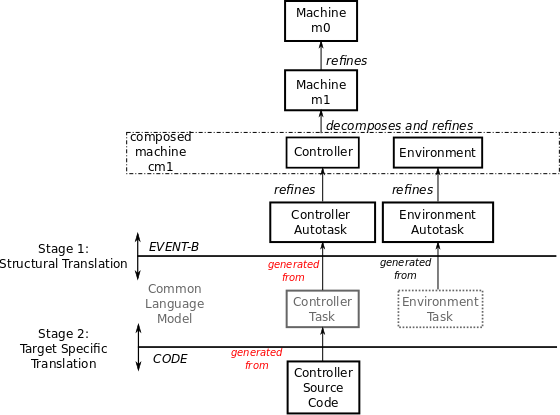 Machine
m0
refines
Machine
m1
decomposes and refines
composed
machine
cm1
Controller
Environment
refines
refines
Controller
Autotask
Environment
Autotask
Stage 1:
Structural Translation
EVENT-B
generated
from
generated
from
Common
Language
Model
Controller
Task
Environment
Task
Stage 2:
Target Specific
Translation
CODE
generated
from
Controller
Source
Code